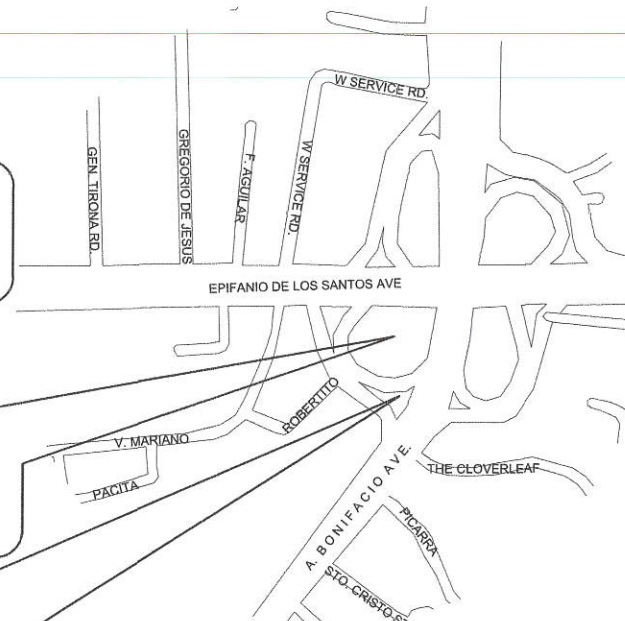 W SERVICE RD.
GEN. TIRONA RD.
GREGORIO DE JESUS
F. AGUILAR
W SERVICE RD.
EPIFANIO DE LOS SANTOS AVE
ROBERTITO
V. MARIANO
PACITA
THE CLOVERLEAF
A. BONIFACIO AVE.
PICARRA
STO. CRISTO ST